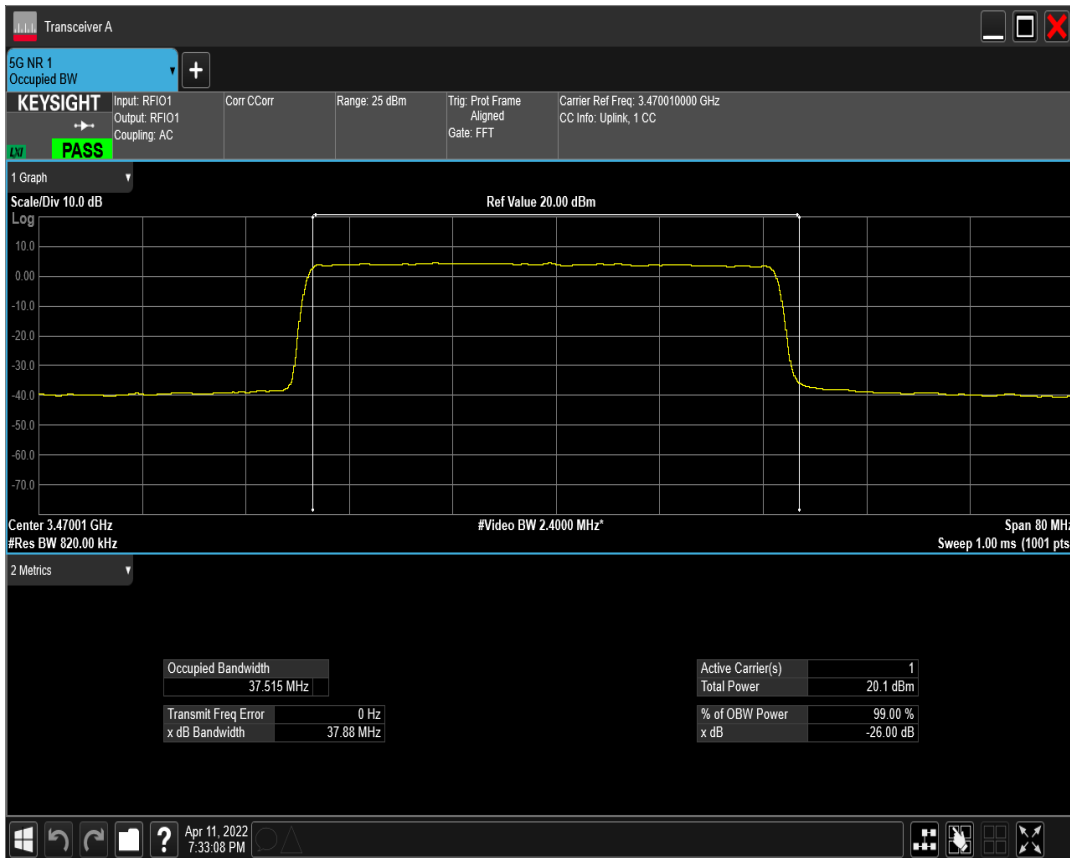 Transceiver A
5G NR 1
Occupied BW
+
KEYSIGHT
LXI
PASS
Input: RFIO1
Output: RFIO1
Coupling: AC
Corr CCorr
Range: 25 dBm
Trig: Prot Frame
Aligned
Gate: FFT
Carrier Ref Freq: 3.470010000 GHz
CC Info: Uplink, 1 CC
1 Graph
Scale/Div 10.0 dB
Ref Value 20.00 dBm
Log
10.0
0.00
-10.0
-20.0
-30.0
-40.0
-50.0
-60.0
-70.0
Center 3.47001 GHz
#Video BW 2.4000 MHz*
Span 80 MHz
#Res BW 820.00 kHz
Sweep 1.00 ms (1001 pts
2 Metrics
Occupied Bandwidth
37.515 MHz
Transmit Freq Error 0 Hz
x dB Bandwidth 37.88 MHz
Active Carrier(s) 1
Total Power 20.1 dBm
% of OBW Power 99.00 %
x dB -26.00 dB
?
Apr 11, 2022
7:33:08 PM